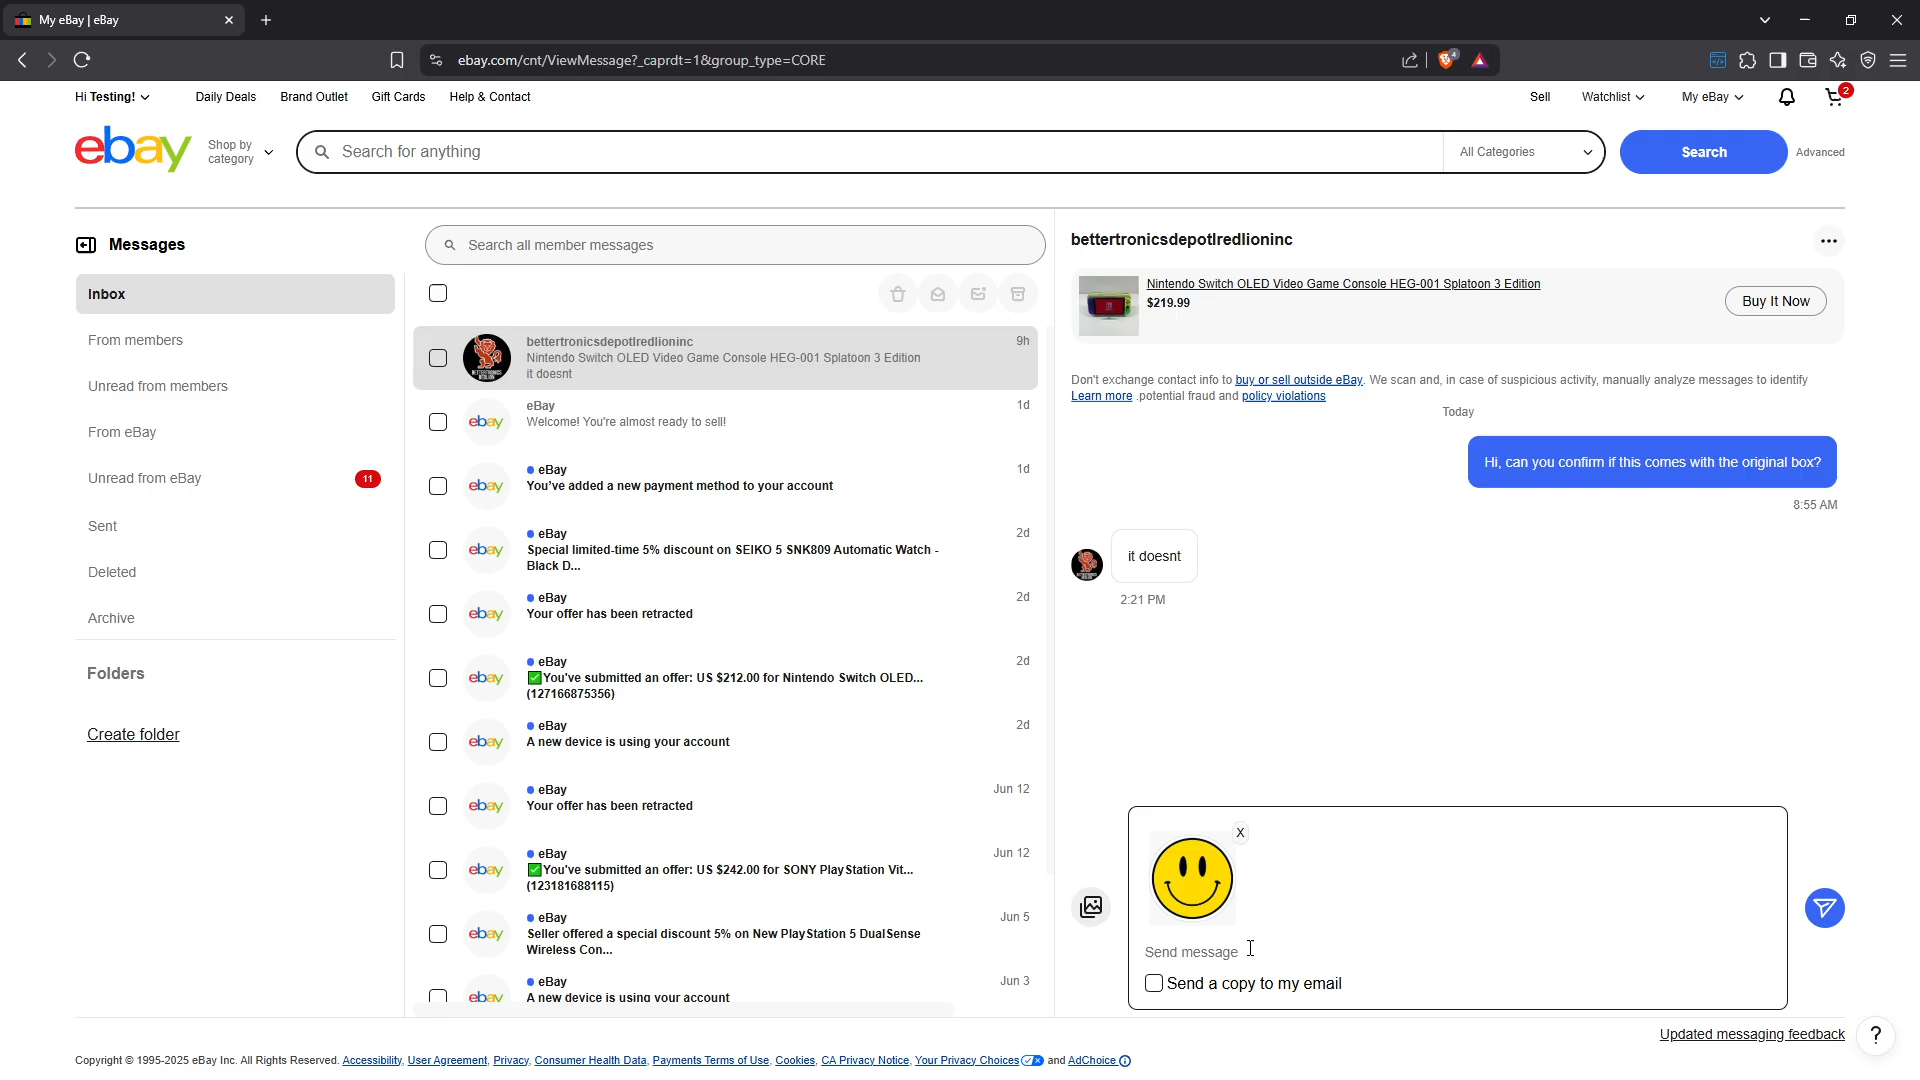 My eBay | eBay
ebay.com/cnt/ViewMessage?_caprdt=1&group_type=CORE
4
Hi Testing!
Daily Deals
Brand Outlet
Gift Cards
Help & Contact
Sell
Watchlist
My eBay
2
ebay
Shop by
category
Search for anything
All Categories
Search
Advanced
Messages
Inbox
From members
Unread from members
From eBay
Unread from eBay
11
Sent
Deleted
Archive
Folders
Create folder
Search all member messages
bettertronicsdepotlredlioninc
9h
Nintendo Switch OLED Video Game Console HEG-001 Splatoon 3 Edition
it doesnt
ebay
eBay
1d
Welcome! You're almost ready to sell!
ebay
eBay
1d
You've added a new payment method to your account
ebay
eBay
2d
Special limited-time 5% discount on SEIKO 5 SNK809 Automatic Watch -
Black D...
ebay
eBay
2d
Your offer has been retracted
ebay
eBay
2d
✅You've submitted an offer: US $212.00 for Nintendo Switch OLED...
(127166875356)
ebay
eBay
2d
A new device is using your account
ebay
eBay
Jun 12
Your offer has been retracted
ebay
eBay
Jun 12
✅You've submitted an offer: US $242.00 for SONY PlayStation Vit...
(123181688115)
ebay
eBay
Jun 5
Seller offered a special discount 5% on New PlayStation 5 DualSense
Wireless Con...
ebay
eBay
Jun 3
A new device is using your account
bettertronicsdepotlredlioninc
Nintendo Switch OLED Video Game Console HEG-001 Splatoon 3 Edition
$219.99
Buy It Now
Don't exchange contact info to buy or sell outside eBay. We scan and, in case of suspicious activity, manually analyze messages to identify
Learn more .potential fraud and policy violations
Today
Hi, can you confirm if this comes with the original box?
8:55 AM
it doesnt
2:21 PM
X
Send message
Send a copy to my email
Updated messaging feedback
?
Copyright © 1995-2025 eBay Inc. All Rights Reserved. Accessibility, User Agreement, Privacy, Consumer Health Data, Payments Terms of Use, Cookies, CA Privacy Notice, Your Privacy Choices and AdChoice